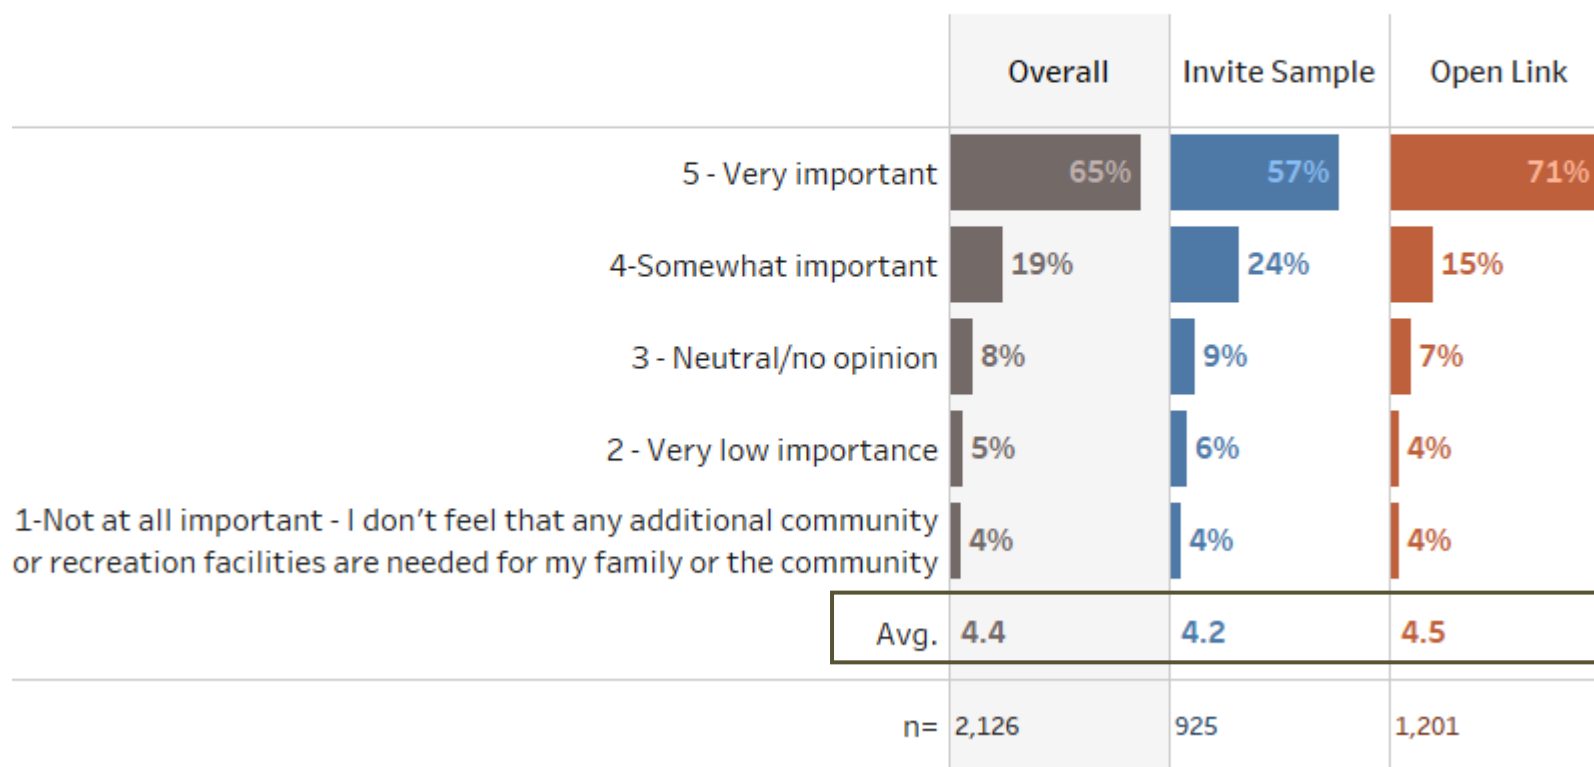 Overall Invite Sample Open Link
5 - Very important 65% 57% 71%
4-Somewhat important 19% 24% 15%
3 - Neutral/no opinion 8% 9% 7%
2 - Very low importance 5% 6% 4%
1-Not at all important - I don’t feel that any additional community
or recreation facilities are needed for my family or the community 4% 4% 4%
Avg. 4.4 4.2 4.5
n= 2,126 925 1,201